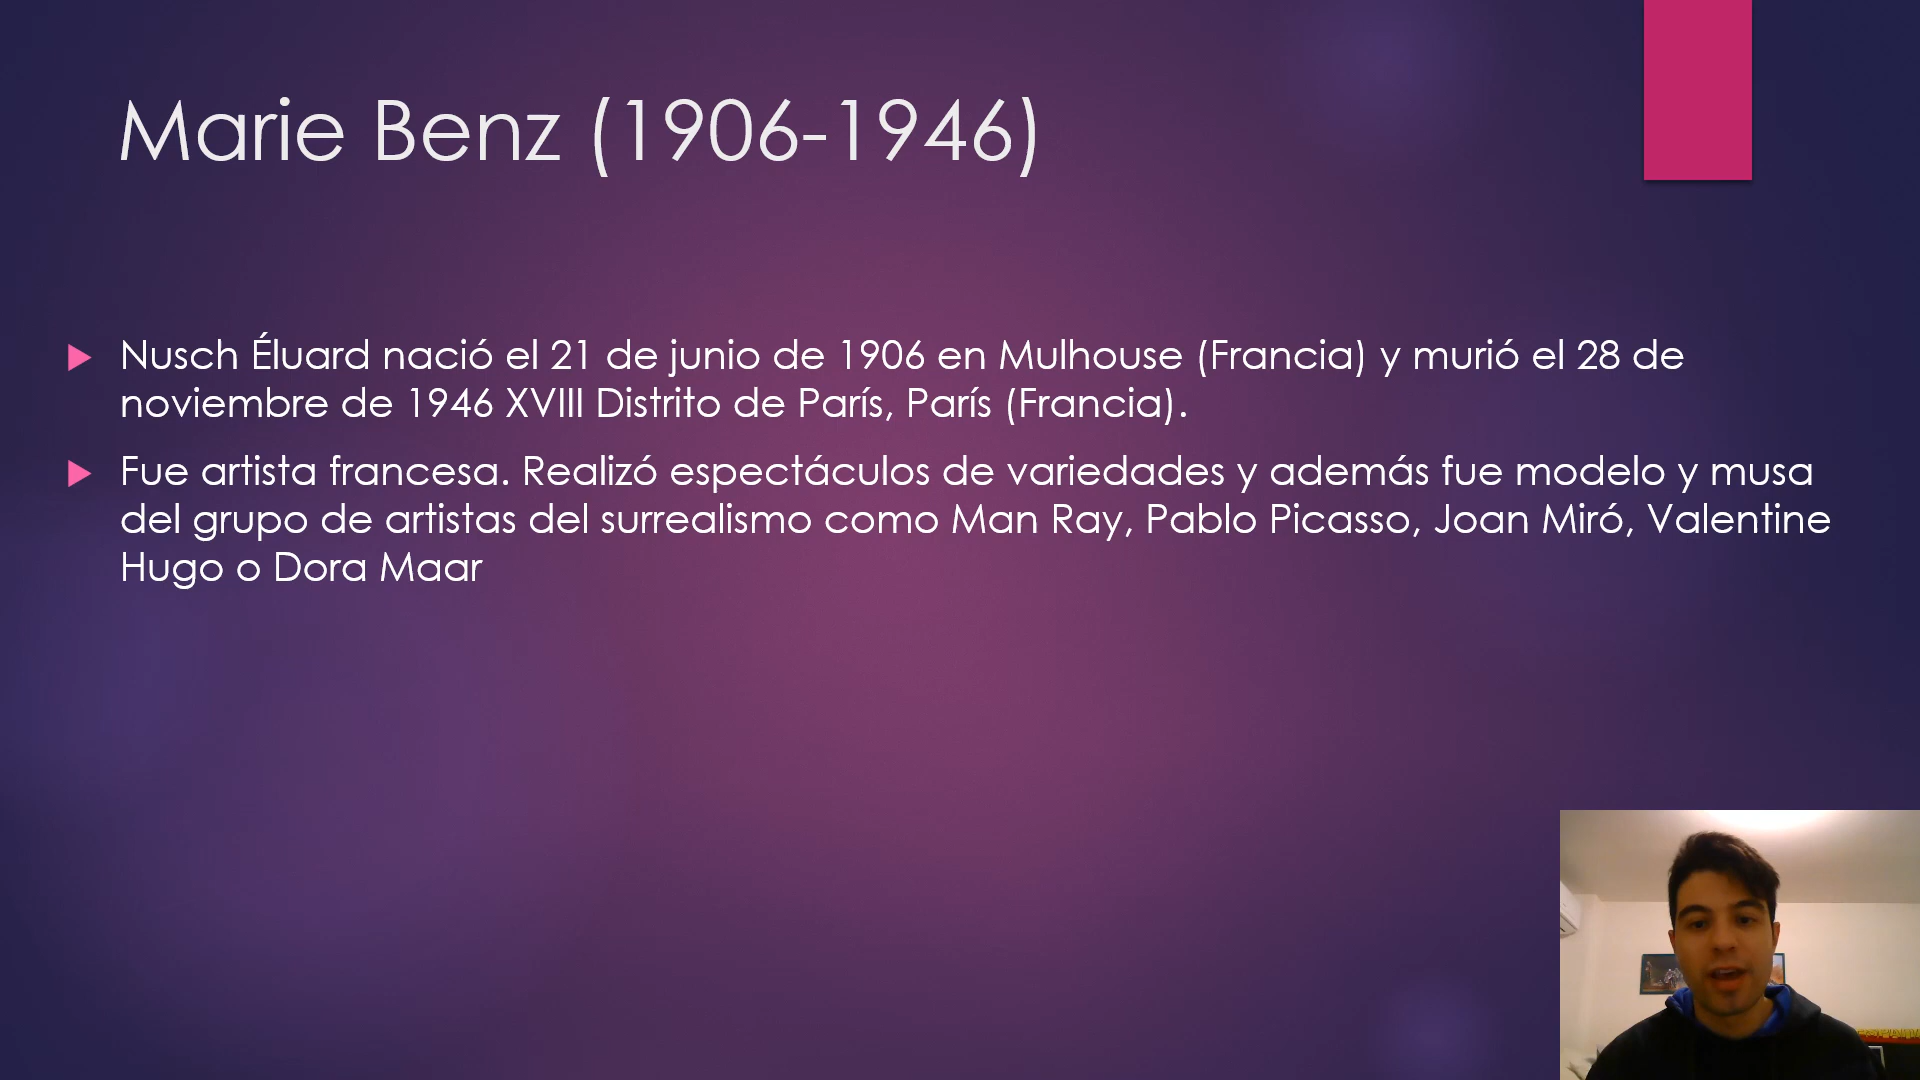 Marie Benz (1906-1946)
Nusch Éluard nació el 21 de junio de 1906 en Mulhouse (Francia) y murió el 28 de
noviembre de 1946 XVIII Distrito de París, París (Francia).
Fue artista francesa. Realizó espectáculos de variedades y además fue modelo y musa
del grupo de artistas del surrealismo como Man Ray, Pablo Picasso, Joan Miró, Valentine
Hugo o Dora Maar